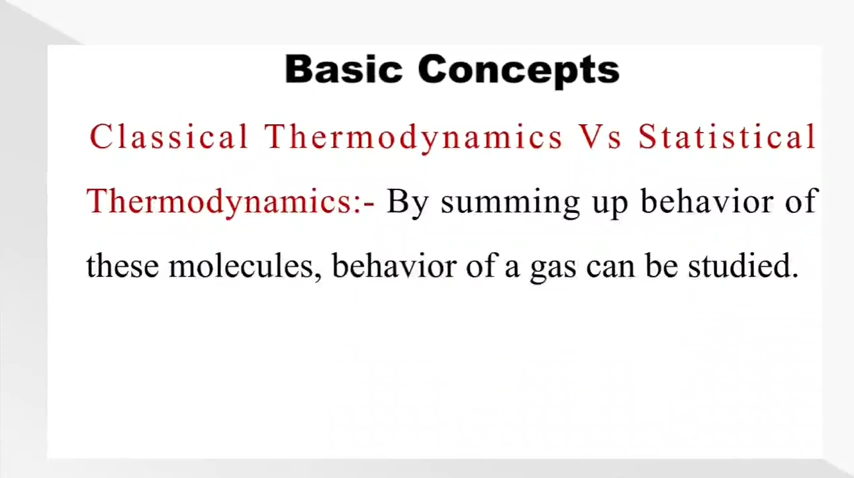 Basic Concepts
Classical Thermodynamics Vs Statistical
Thermodynamics:- By summing up behavior of
these molecules, behavior of a gas can be studied.